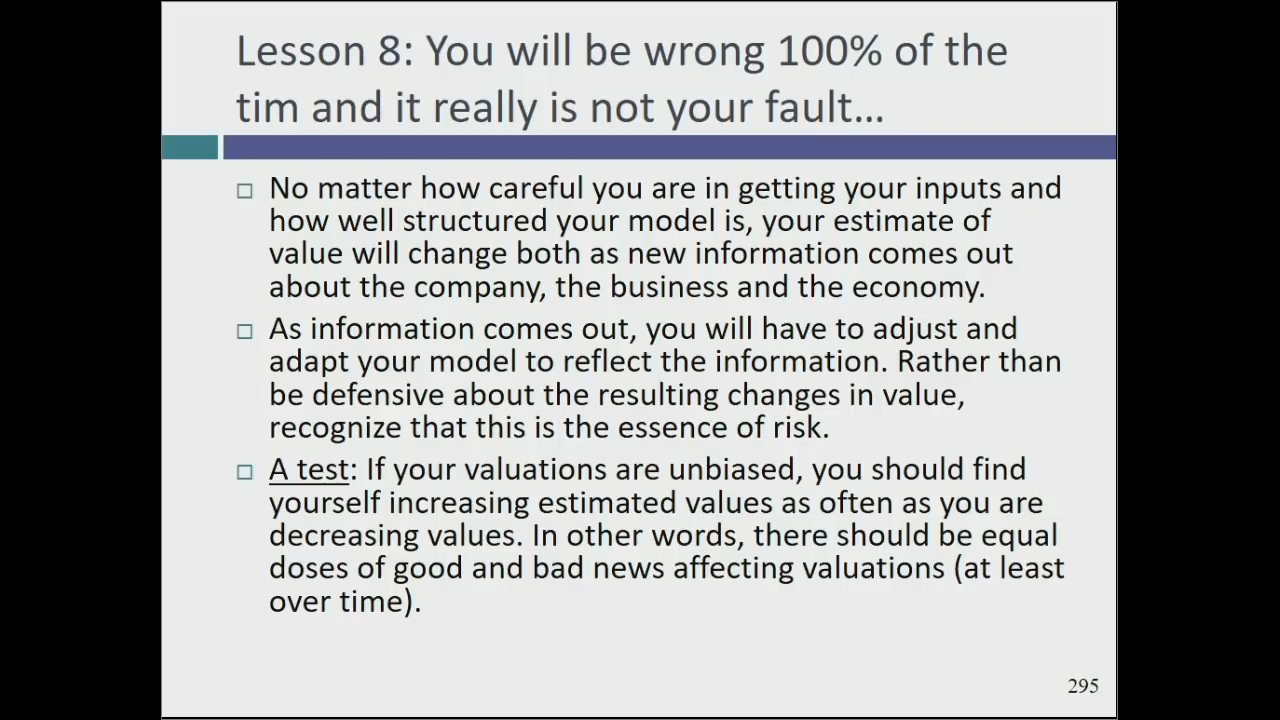 Lesson 8: You will be wrong 100% of the
tim and it really is not your fault…
No matter how careful you are in getting your inputs and
how well structured your model is, your estimate of
value will change both as new information comes out
about the company, the business and the economy.
As information comes out, you will have to adjust and
adapt your model to reflect the information. Rather than
be defensive about the resulting changes in value,
recognize that this is the essence of risk.
A test: If your valuations are unbiased, you should find
yourself increasing estimated values as often as you are
decreasing values. In other words, there should be equal
doses of good and bad news affecting valuations (at least
over time).
295